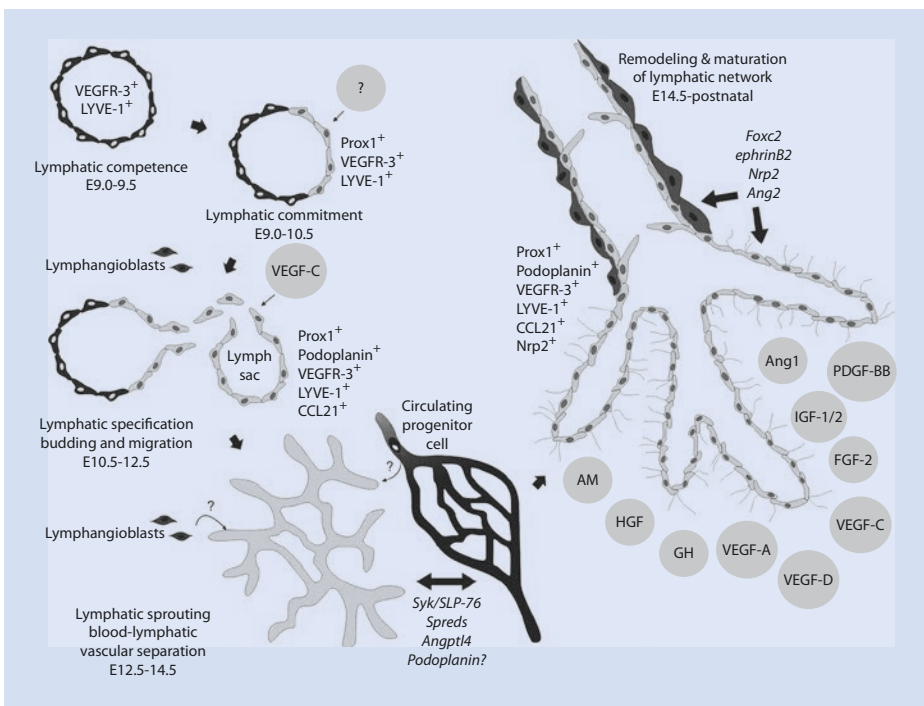 VEGFR-3+
LYVE-1+
Lymphatic competence
E9.0-9.5
?
Prox1+
VEGFR-3+
LYVE-1+
Lymphatic commitment
E9.0-10.5
Lymphangioblasts
VEGF-C
Lymph
sac
Prox1+
Podoplanin+
VEGFR-3+
LYVE-1+
CCL21+
Lymphatic specification
budding and migration
E10.5-12.5
Circulating
progenitor
cell
?
?
Lymphangioblasts
Lymphatic sprouting
blood-lymphatic
vascular separation
E12.5-14.5
Syk/SLP-76
Spreds
Angptl4
Podoplanin?
Remodeling & maturation
of lymphatic network
E14.5-postnatal
Foxc2
ephrinB2
Nrp2
Ang2
Prox1+
Podoplanin+
VEGFR-3+
LYVE-1+
CCL21+
Nrp2+
Ang1
PDGF-BB
IGF-1/2
FGF-2
VEGF-C
VEGF-D
VEGF-A
GH
HGF
AM